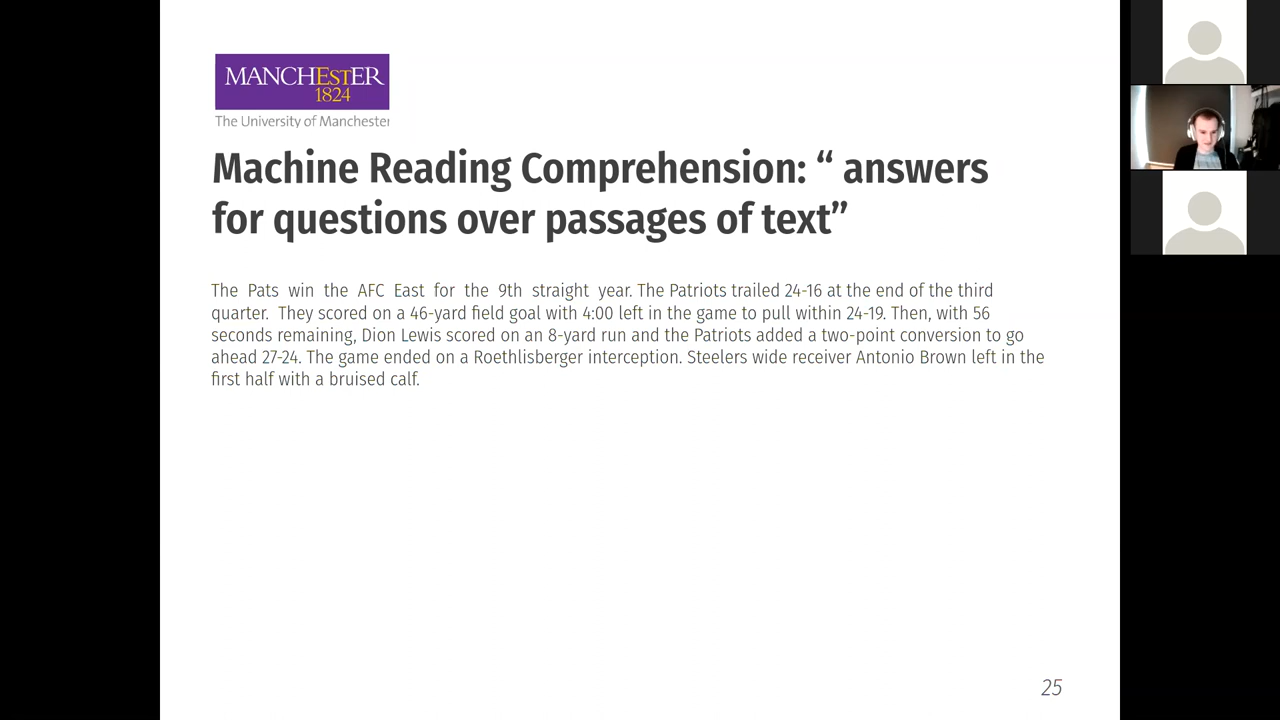 MANCHESTER
1824
The University of Manchester
Machine Reading Comprehension: “ answers
for questions over passages of text”
The Pats win the AFC East for the 9th straight year. The Patriots trailed 24-16 at the end of the third
quarter. They scored on a 46-yard field goal with 4:00 left in the game to pull within 24-19. Then, with 56
seconds remaining, Dion Lewis scored on an 8-yard run and the Patriots added a two-point conversion to go
ahead 27-24. The game ended on a Roethlisberger interception. Steelers wide receiver Antonio Brown left in the
first half with a bruised calf.
25